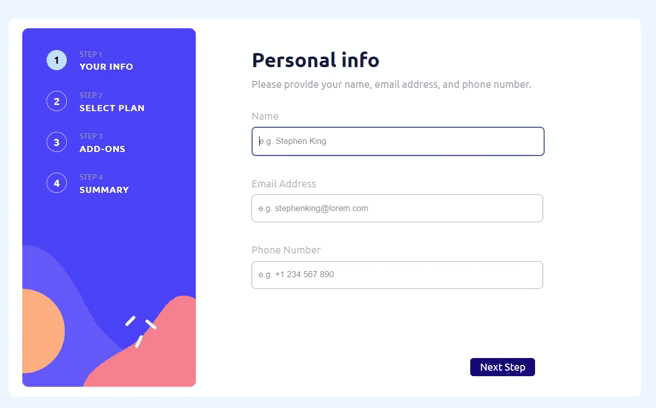 1
STEP 1
YOUR INFO
2
STEP 2
SELECT PLAN
3
STEP 3
ADD-ONS
4
STEP 4
SUMMARY
Personal info
Please provide your name, email address, and phone number.
Name
e.g. Stephen King
Email Address
e.g. stephenking@lorem.com
Phone Number
e.g. +1 234 567 890
Next Step